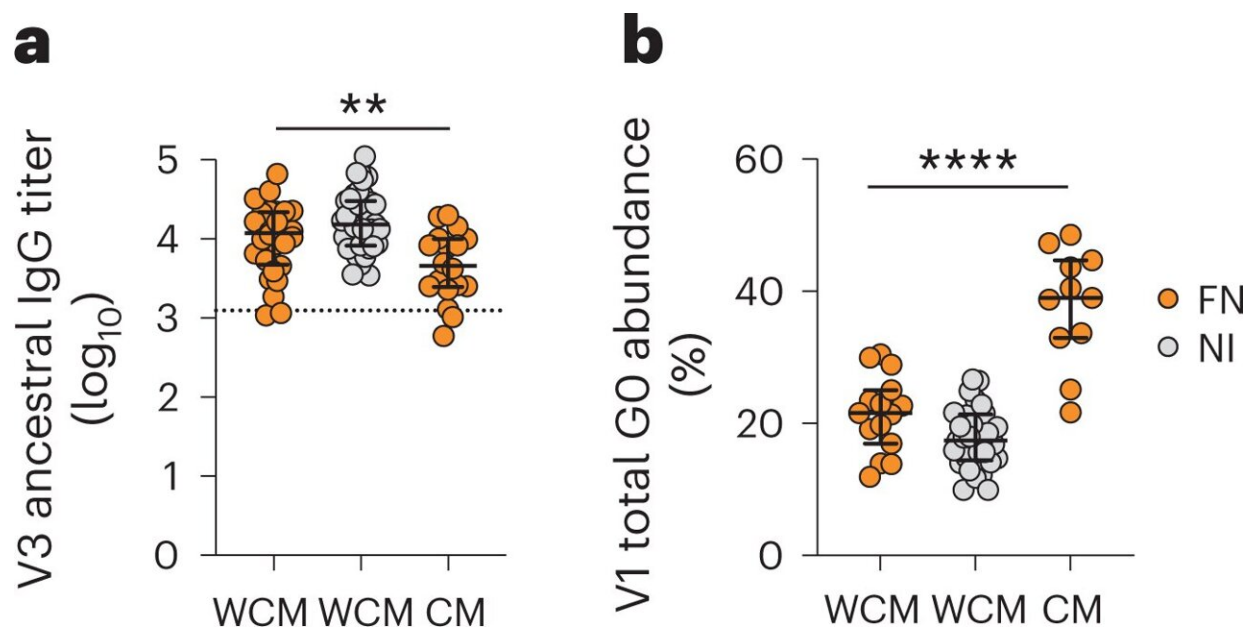 a
V3 ancestral IgG titer
(log10)
**
5
4
3
2
1
0
WCM WCM CM
b
V1 total G0 abundance
(%)
****
60
40
20
0
WCM WCM CM
FN
NI